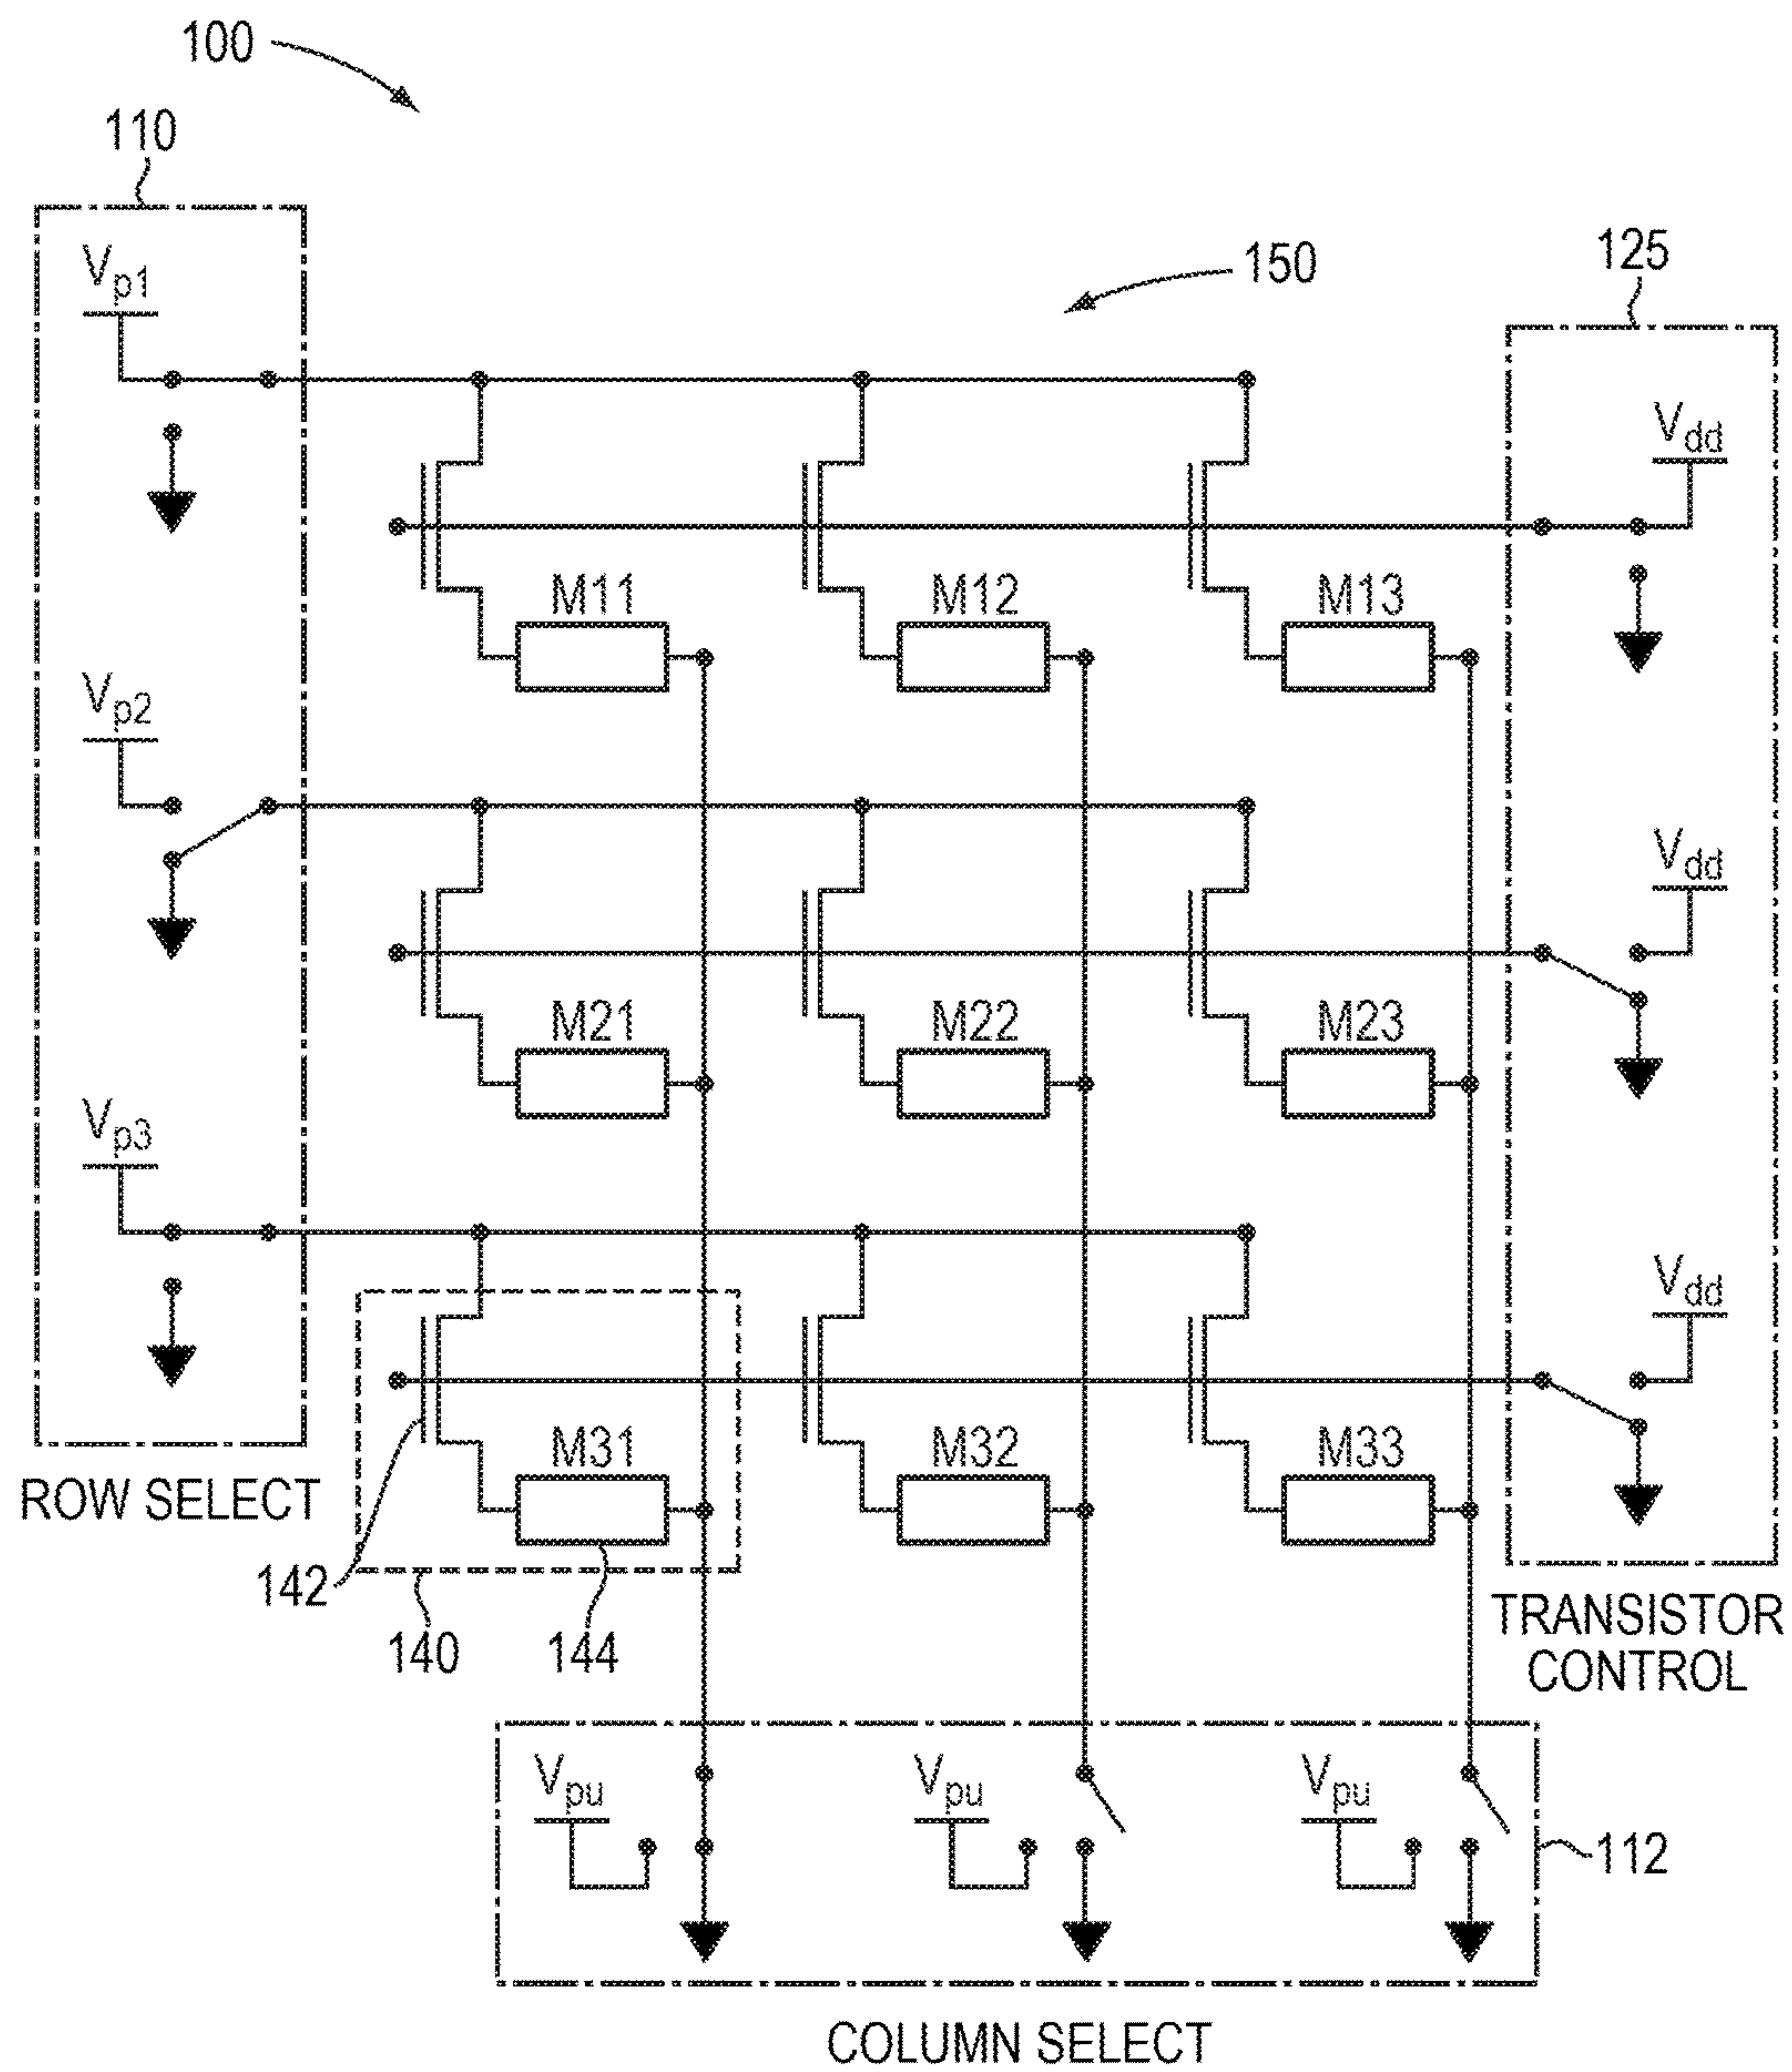 100
110
Vp1
150
125
Vdd
M11 M12 M13
Vp2
Vdd
M21 M22 M23
Vp3
Vdd
M31 M32 M33
ROW SELECT
142
140
144
TRANSISTOR
CONTROL
Vpu Vpu Vpu
112
COLUMN SELECT